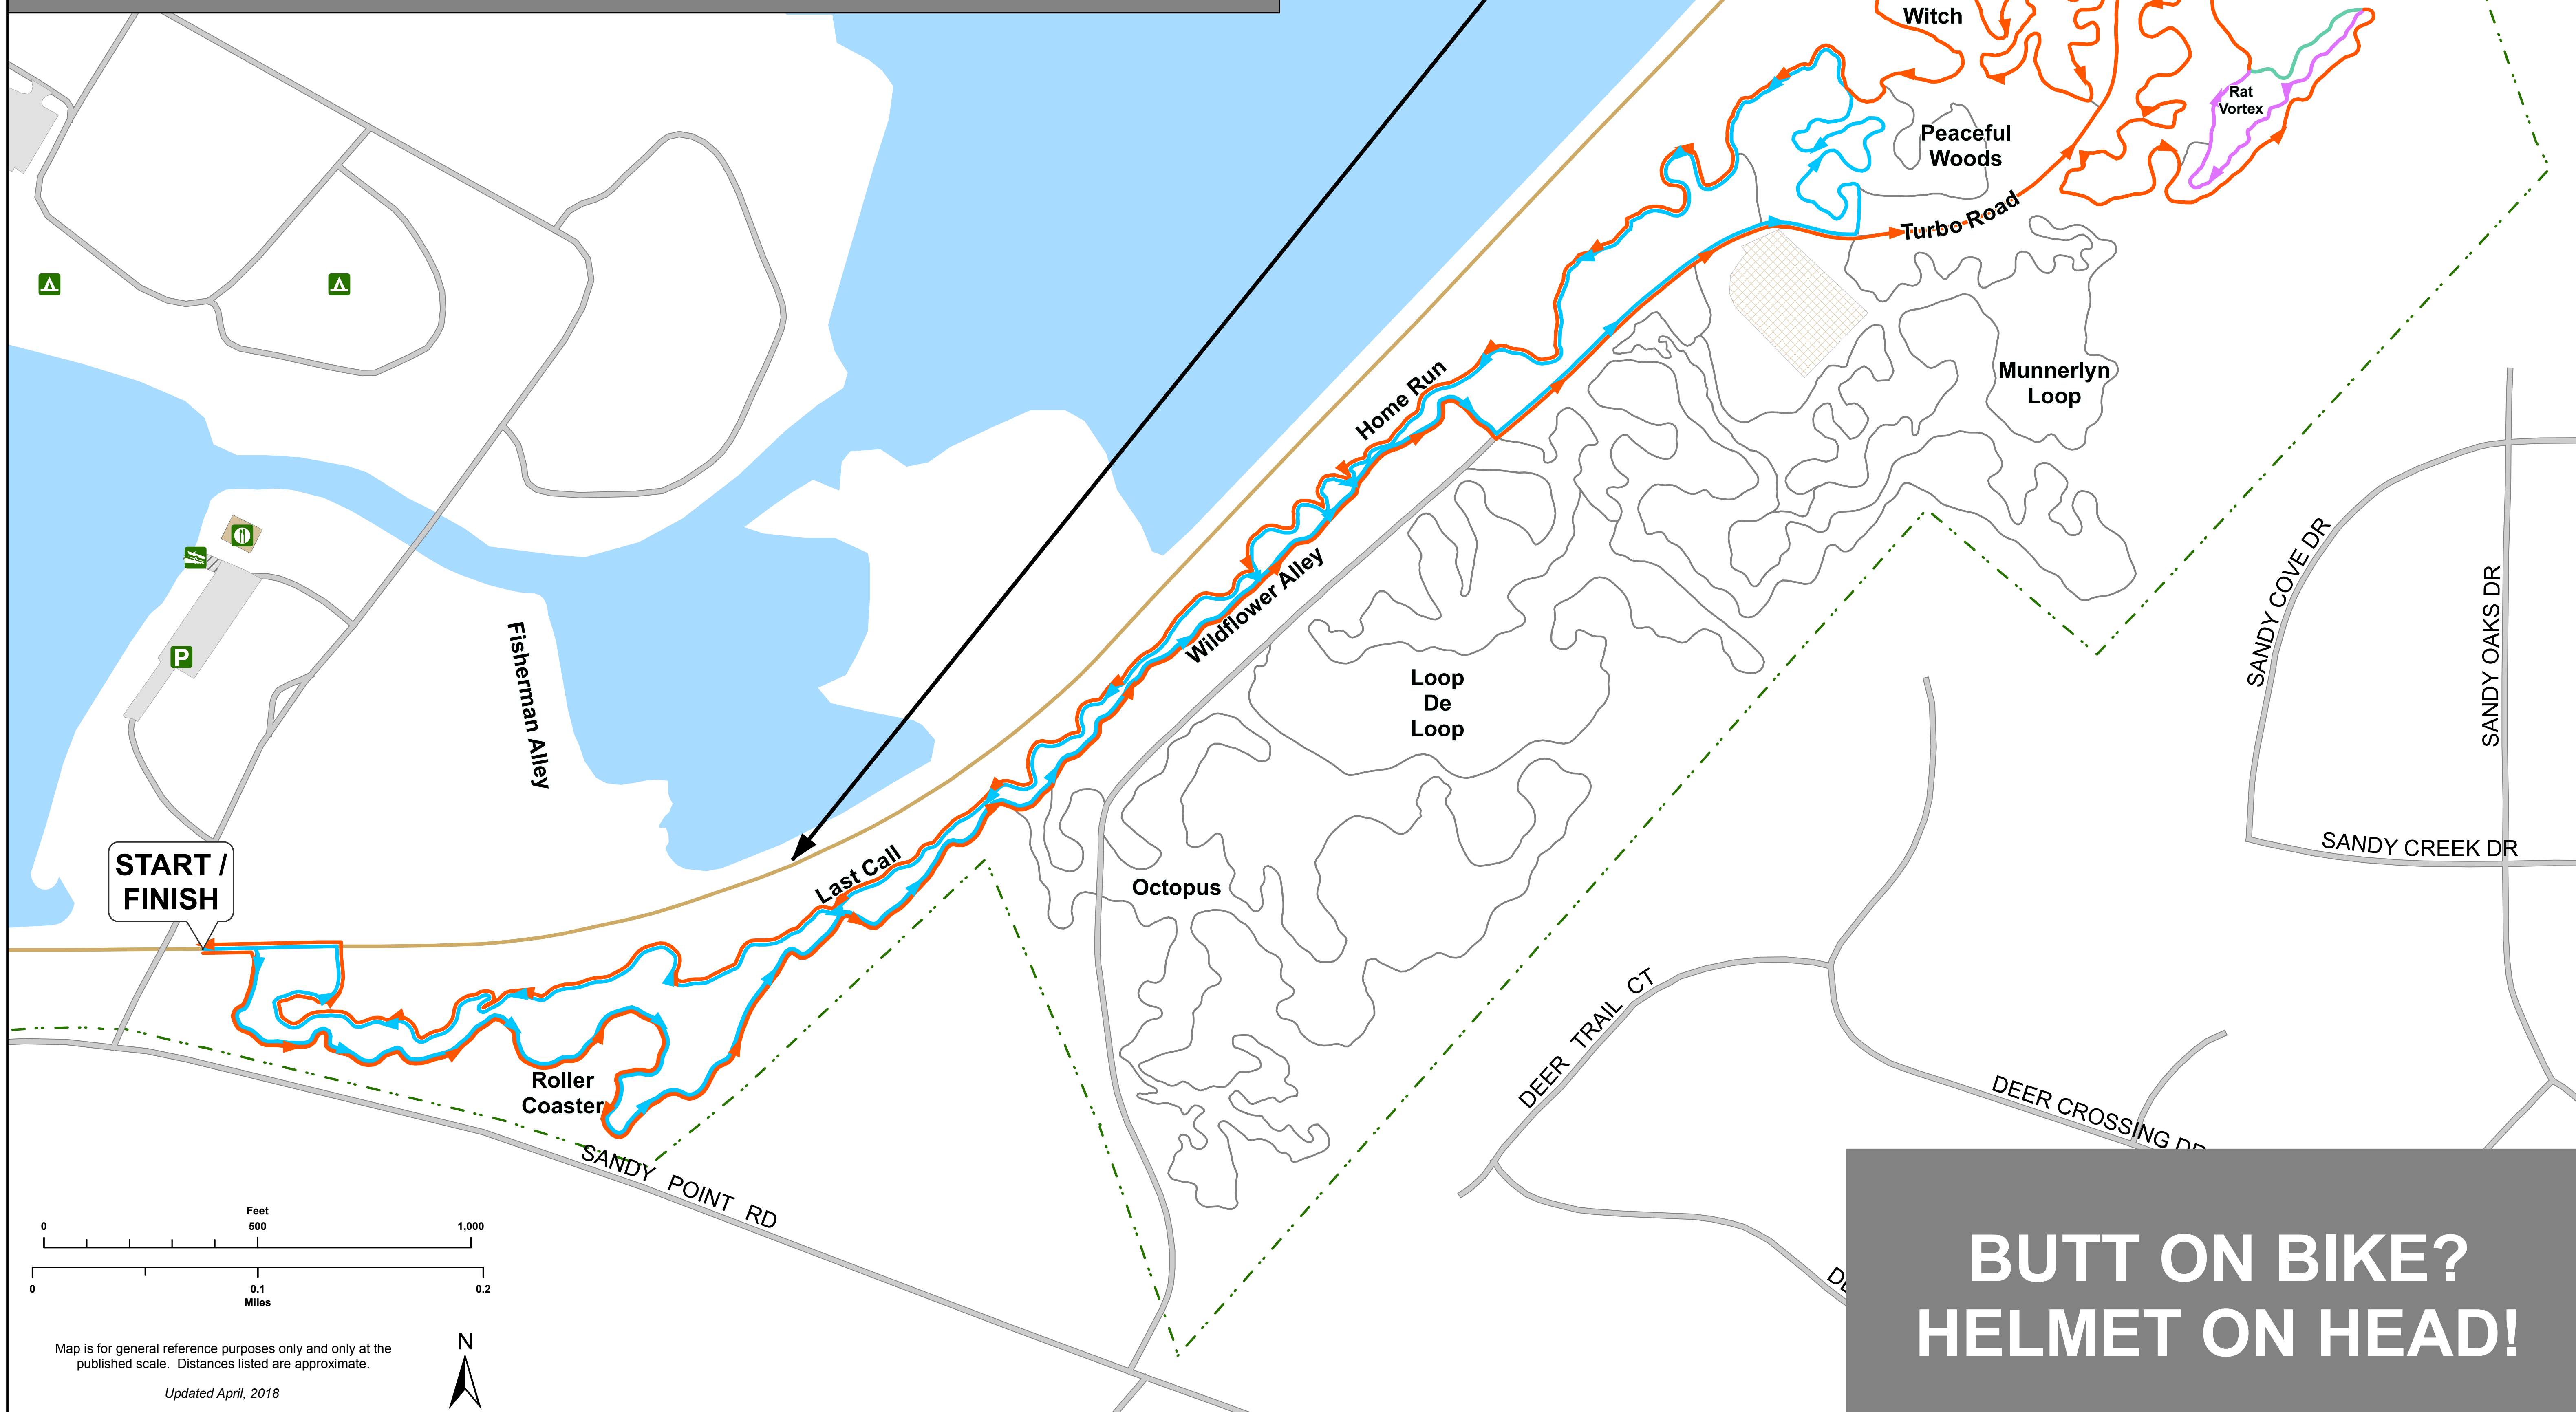 Witch
Rat
Vortex
Peaceful
Woods
Turbo Road
Munnerlyn
Loop
Home Run
Wildflower Alley
SANDY COVE DR
SANDY OAKS DR
Fisherman Alley
P
Loop
De
Loop
START /
FINISH
Last Call
Octopus
SANDY CREEK DR
DEER TRAIL CT
Roller
Coaster
DEER CROSSING DR
SANDY POINT RD
Feet
0 500 1,000
0 0.1 0.2
Miles
BUTT ON BIKE?
HELMET ON HEAD!
Map is for general reference purposes only and only at the
published scale. Distances listed are approximate.
Updated April, 2018
N